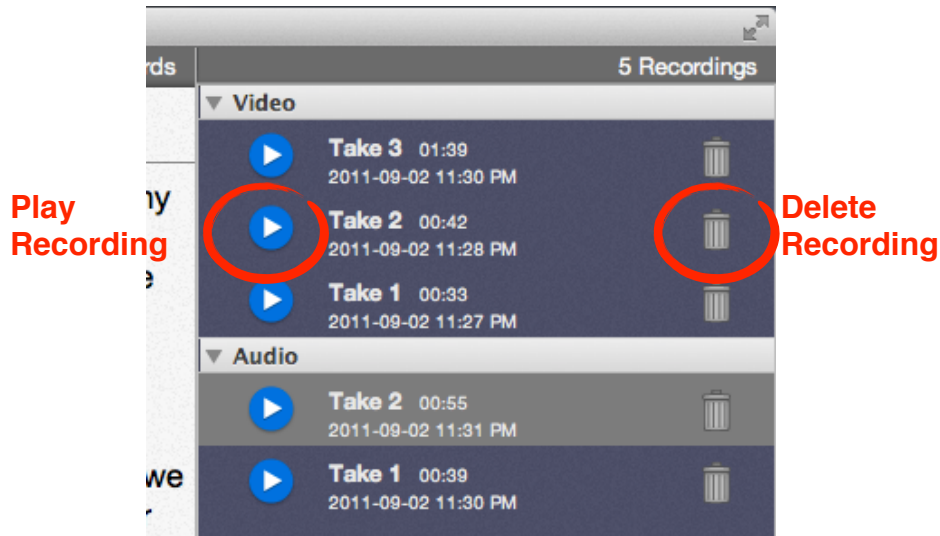 rds
5 Recordings
Video
Take 3 01:39
2011-09-02 11:30 PM
Play
Recording
Take 2 00:42
2011-09-02 11:28 PM
Delete
Recording
Take 1 00:33
2011-09-02 11:27 PM
Audio
Take 2 00:55
2011-09-02 11:31 PM
we
Take 1 00:39
2011-09-02 11:30 PM